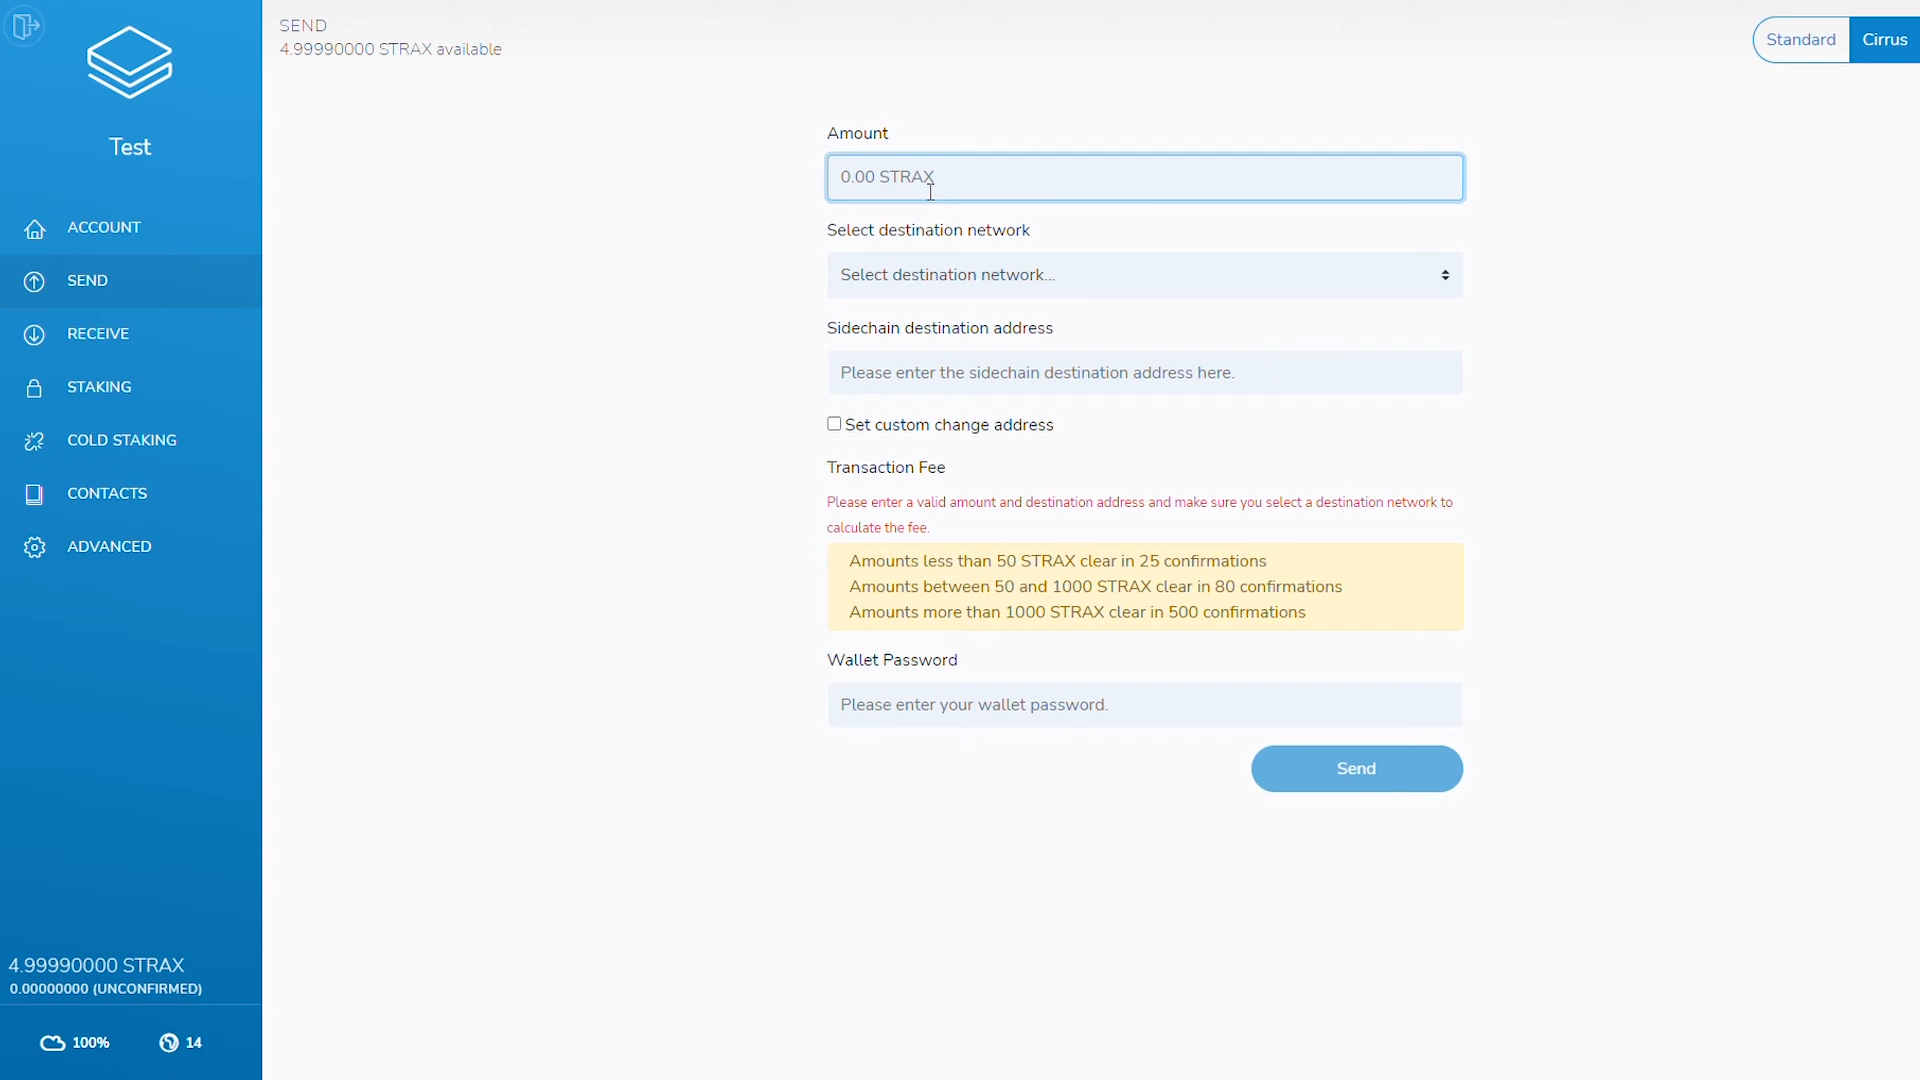 SEND
4.99990000 STRAX available
Standard
Cirrus
Test
ACCOUNT
SEND
RECEIVE
STAKING
COLD STAKING
CONTACTS
ADVANCED
4.99990000 STRAX
0.00000000 (UNCONFIRMED)
100%
14
Amount
0.00 STRAX
Select destination network
Select destination network...
Sidechain destination address
Please enter the sidechain destination address here.
Set custom change address
Transaction Fee
Please enter a valid amount and destination address and make sure you select a destination network to
calculate the fee.
Amounts less than 50 STRAX clear in 25 confirmations
Amounts between 50 and 1000 STRAX clear in 80 confirmations
Amounts more than 1000 STRAX clear in 500 confirmations
Wallet Password
Please enter your wallet password.
Send